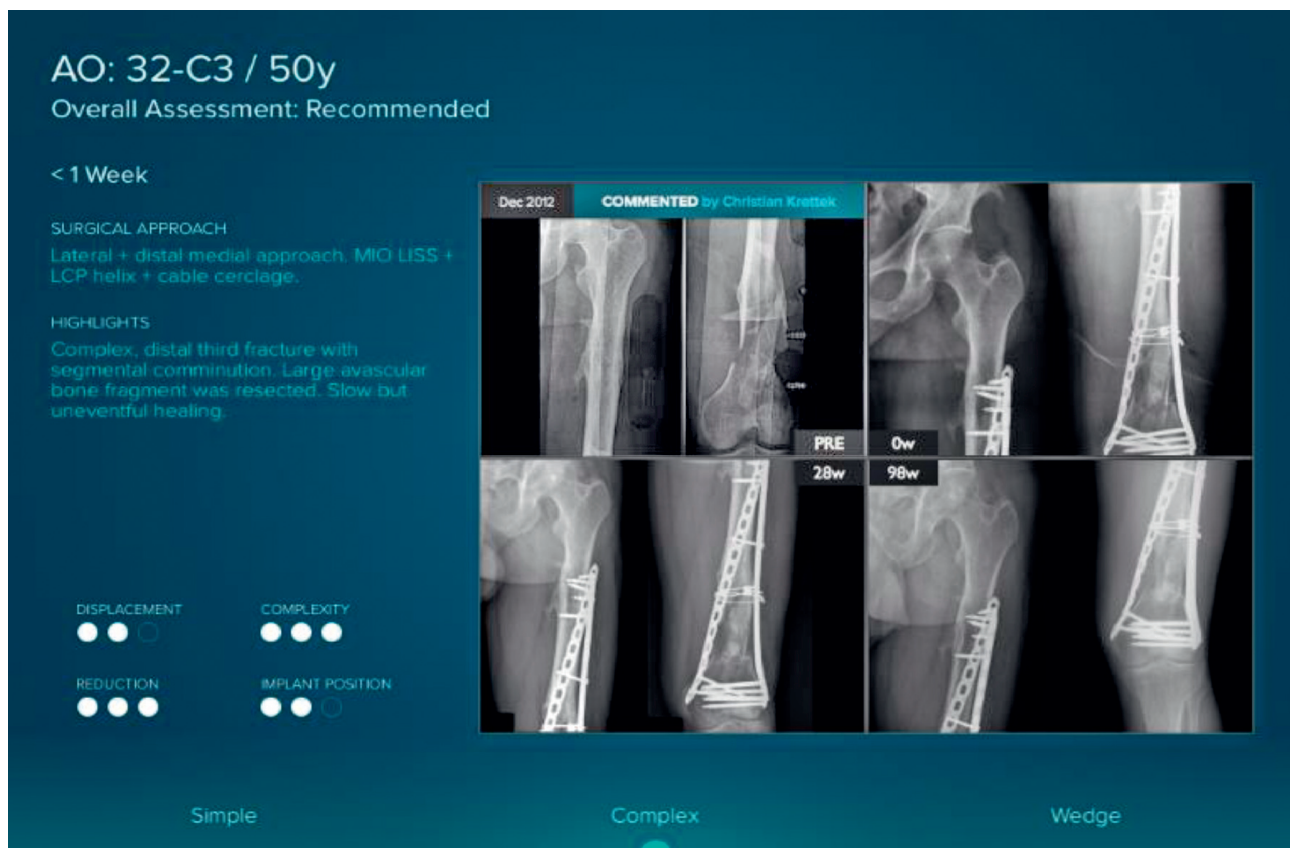 AO: 32-C3 / 50y
Overall Assessment: Recommended
< 1 Week
SURGICAL APPROACH
Lateral + distal medial approach. MIO LISS +
LCP helix + cable cerclage.
HIGHLIGHTS
Complex, distal third fracture with
segmental comminution. Large avascular
bone fragment was resected. Slow but
uneventful healing.
DISPLACEMENT
COMPLEXITY
REDUCTION
IMPLANT POSITION
Dec 2012
COMMENTED by Christian Krettek
PRE
0w
28w
98w
Simple
Complex
Wedge